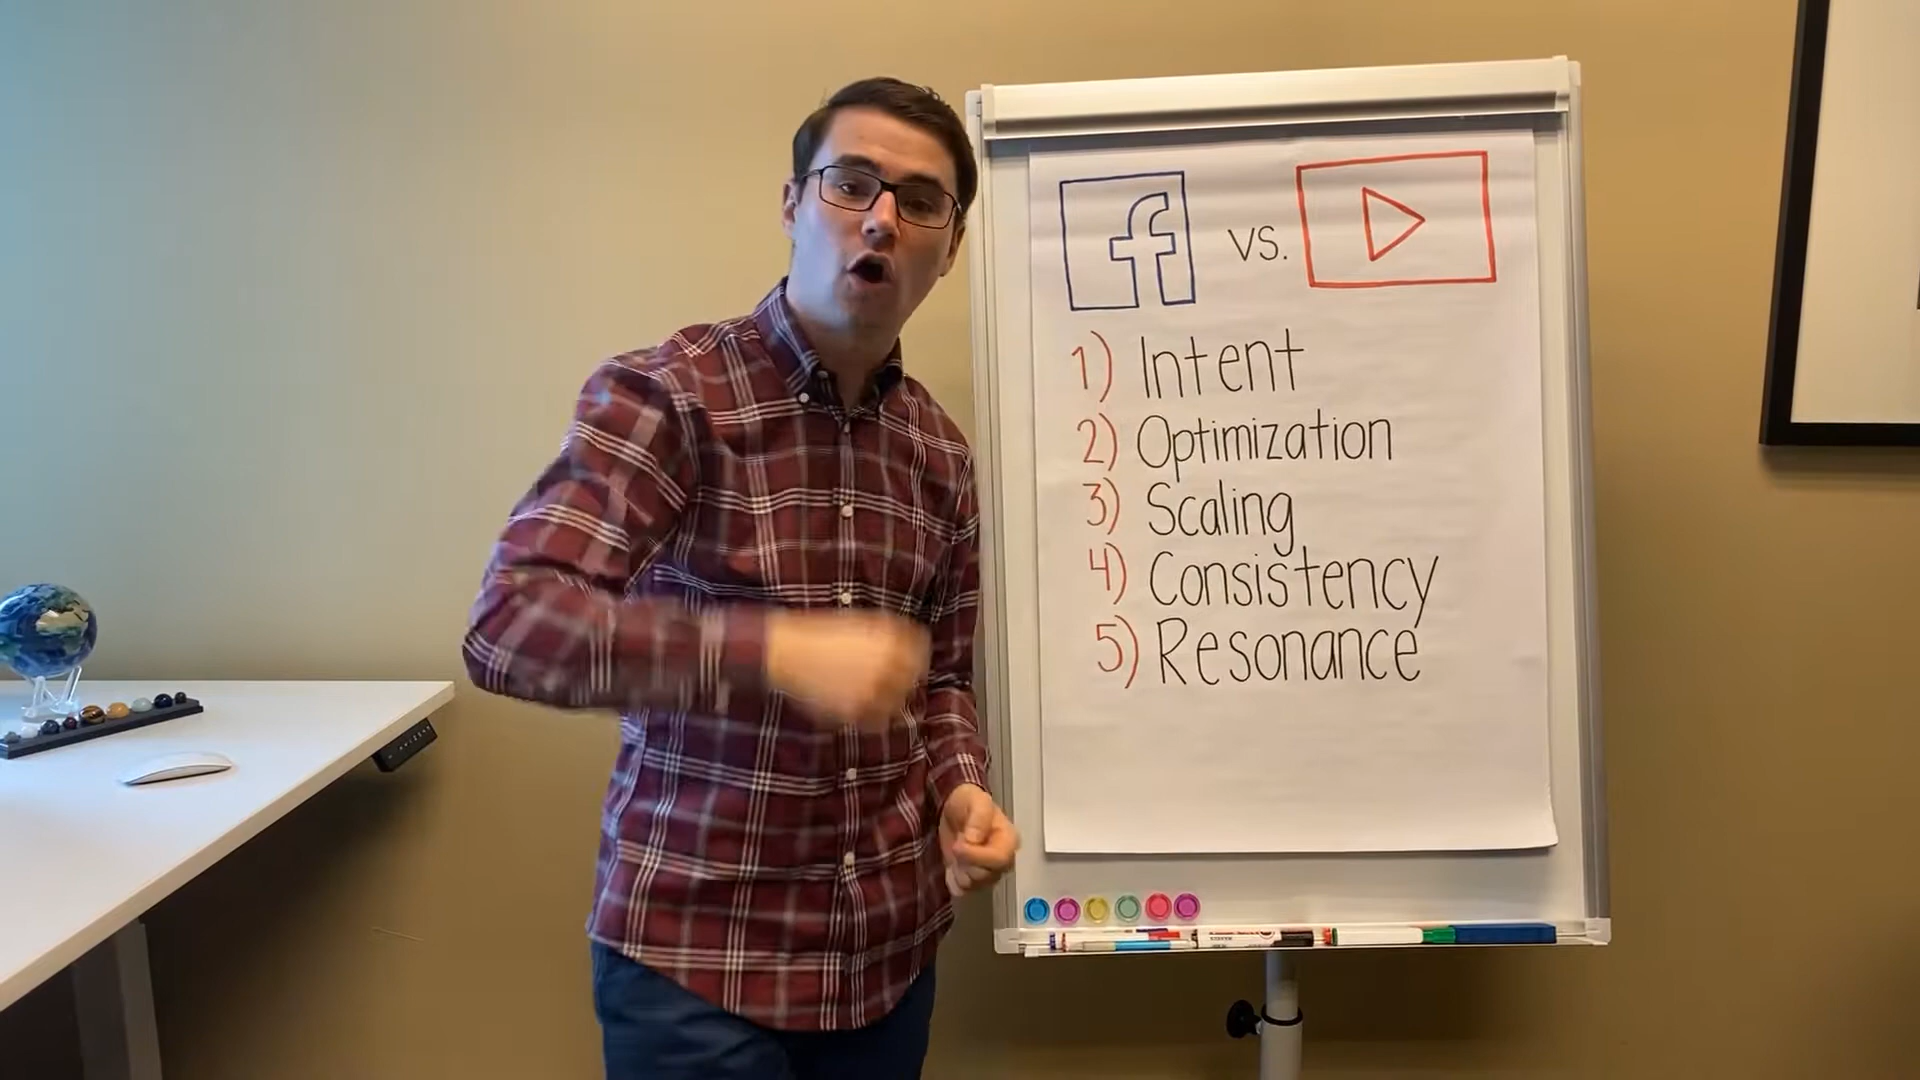 f vs.
1) Intent
2) Optimization
3) Scaling
4) Consistency
5) Resonance